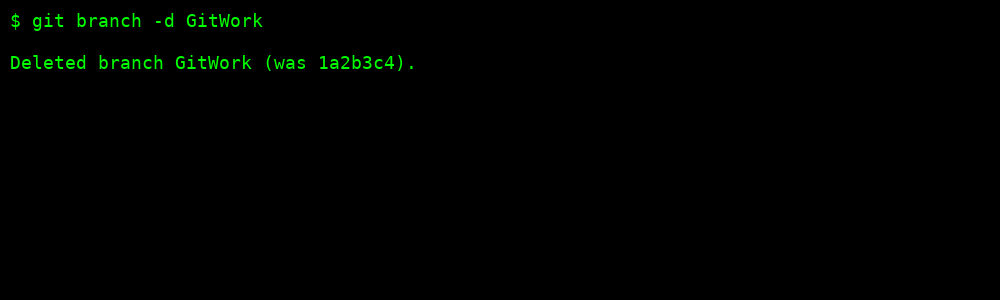 $ git branch -d GitWork
Deleted branch GitWork (was 1a2b3c4).